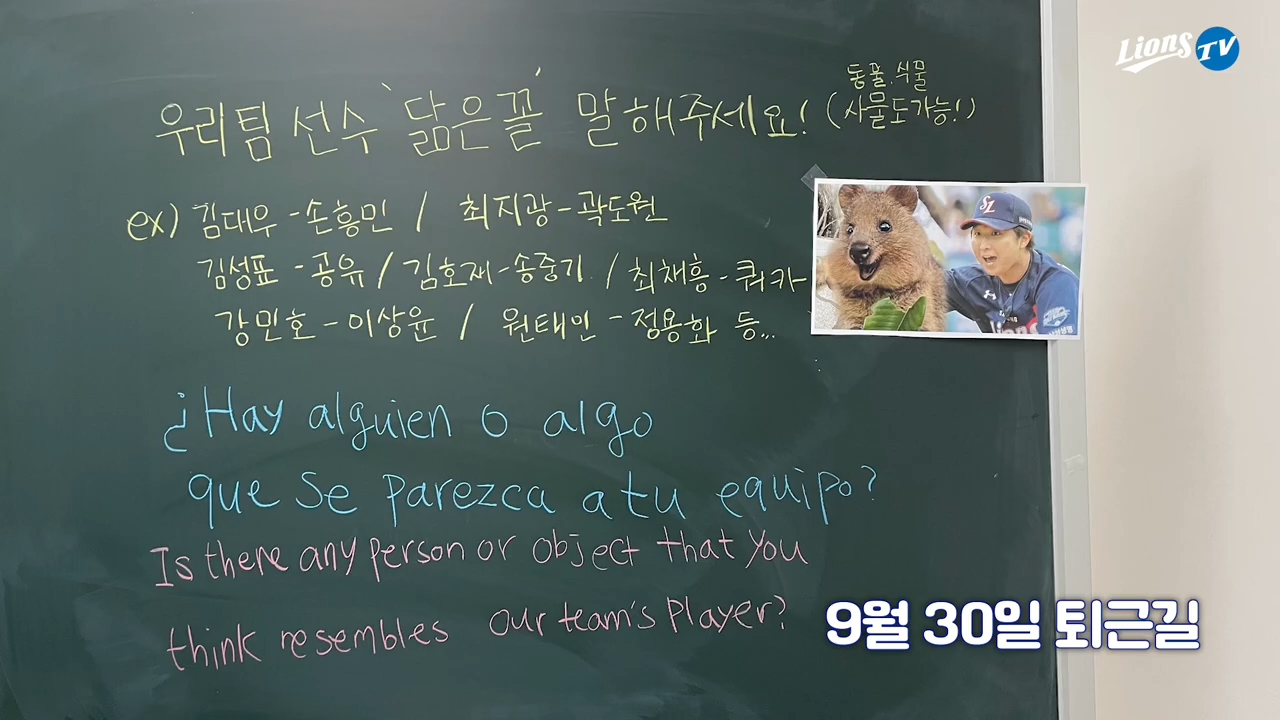 Lions TV
동물.식물
우리팀 선수 '닮은꼴' 말해주세요! (사물도가능!)
ex) 김대우 - 손흥민 / 최지광 - 곽도원
김성표 - 공유 / 김호재 - 송중기 / 최채흥 - 쿼카 -
강민호 - 이상윤 / 원태인 - 정용화 등...
¿Hay alguien o algo
que se parezca a tu equipo?
Is there any person or object that you
think resembles our team's player?
9월 30일 퇴근길